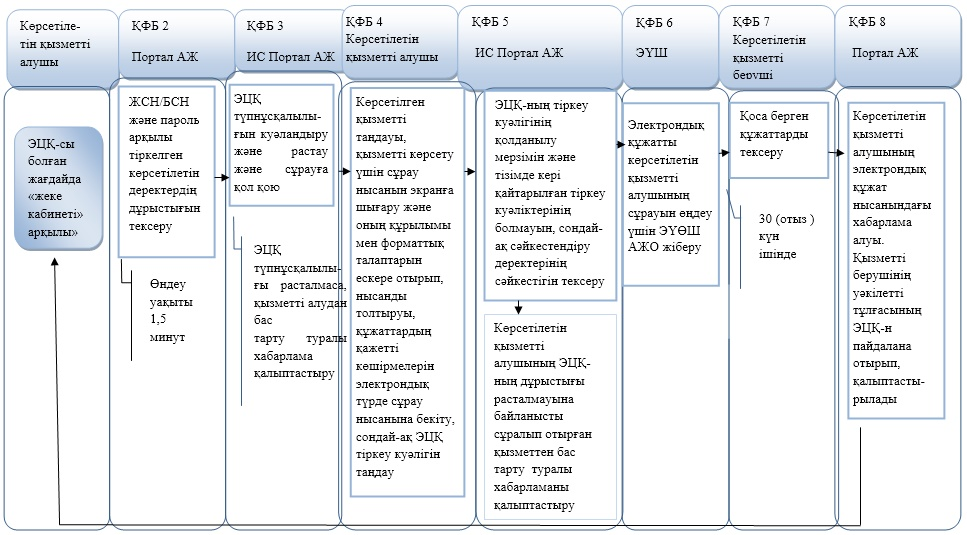 Көрсетіле-
тін қызметті
алушы
ЭЦҚ-сы
болған
жағдайда
«жеке
кабинеті»
арқылы»
ҚФБ 2
Портал АЖ
ЖСН/БСН
және пароль
арқылы
тіркелген
көрсетілетін
деректердің
дұрыстығын
тексеру
Өңдеу
уақыты
1,5
минут
ҚФБ 3
ИС Портал АЖ
ЭЦҚ
түпнұсқалылы-
ғын куәландыру
және растау
және сұрауға
қол қою
ЭЦҚ
түпнұсқалылы-
ғы расталмаса,
қызметті алудан
бас
тарту туралы
хабарлама
қалыптастыру
ҚФБ 4
Көрсетілетін
қызметті алушы
Көрсетілген
қызметті
таңдауы,
қызметті көрсету
үшін сұрау
нысанын экранға
шығару және
оның құрылымы
мен форматтық
талаптарын
ескере отырып,
нысанды
толтыруы,
құжаттардың
қажетті
көшірмелерін
электрондық
түрде сұрау
нысанына бекіту,
сондай-ақ ЭЦҚ
тіркеу куәлігін
таңдау
ҚФБ 5
ИС Портал АЖ
ЭЦҚ-ның тіркеу
куәлігінің
қолданылу
мерзімін және
тізімде кері
қайтарылған тіркеу
куәліктерінің
болмауын, сондай-
ақ сәйкестендіру
деректерінің
сәйкестігін тексеру
Көрсетілетін
қызметті
алушының ЭЦҚ-
ның дұрыстығы
расталмауына
байланысты
сұралып отырған
қызметтен бас
тарту туралы
хабарламаны
қалыптастыру
ҚФБ 6
ЭҮШ
Электрондық
құжатты
көрсетілетін
қызметті
алушының
сұрауын өңдеу
үшін ЭҮӨШ
АЖО жіберу
ҚФБ 7
Көрсетілетін
қызметті
беруші
Қоса берген
құжаттарды
тексеру
30 (отыз )
күн
ішінде
ҚФБ 8
Портал АЖ
Көрсетілетін
қызметті
алушының
электрондық
құжат
нысанындағы
хабарлама
алуы.
Қызметті
берушінің
уәкілетті
тұлғасының
ЭЦҚ-н
пайдалана
отырып,
қалыптасты-
рылады